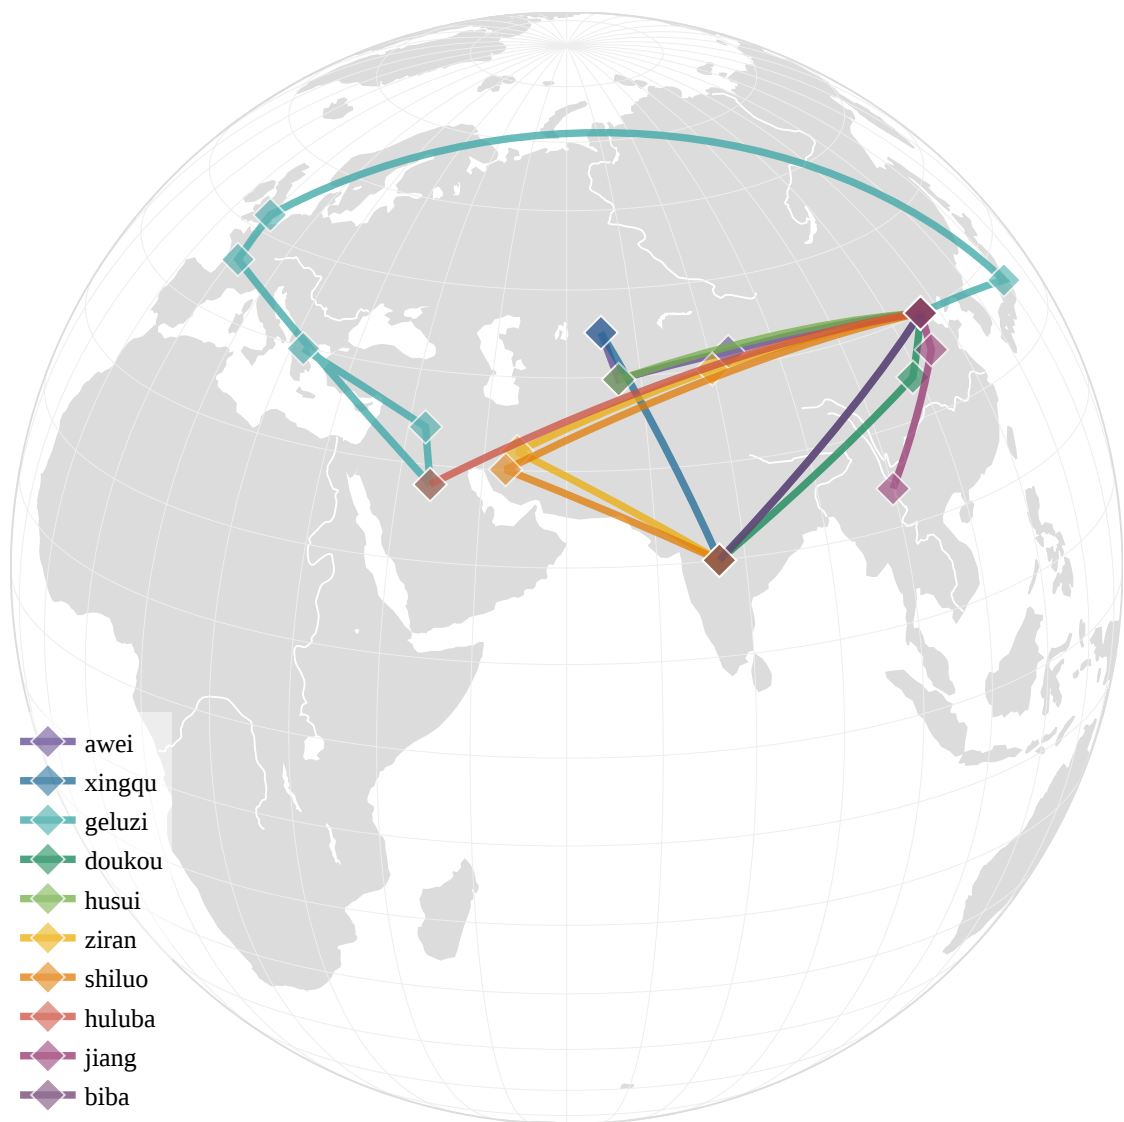 awei
xingqu
geluzi
doukou
husui
ziran
shiluo
huluba
jiang
biba